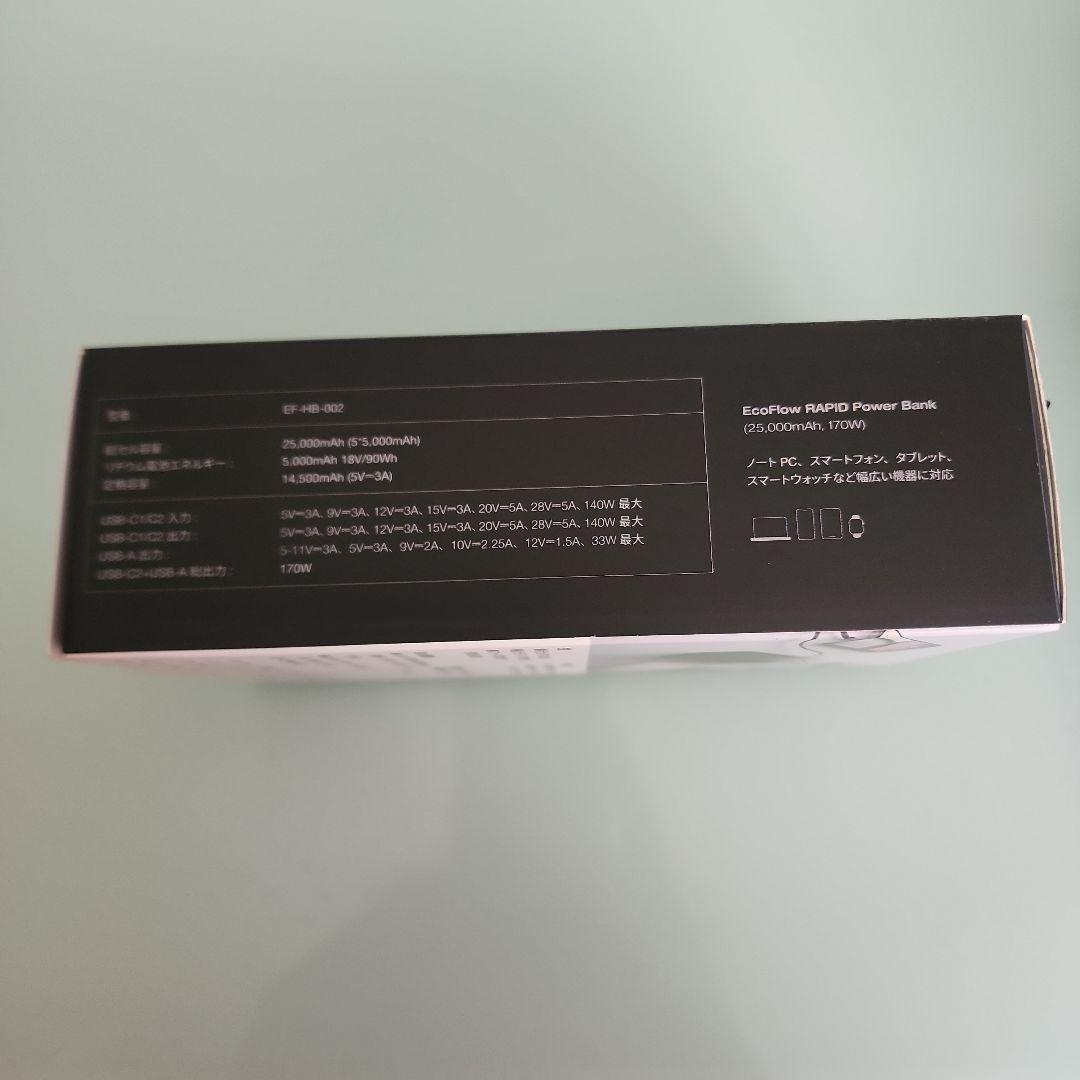 型番 EF-HB-002
総セル容量: 25,000mAh (5*5,000mAh)
リチウム電池エネルギー: 5,000mAh 18V/90Wh
定格容量: 14,500mAh (5V⎓3A)
USB-C1/C2 入力: 5V⎓3A、9V⎓3A、12V⎓3A、15V⎓3A、20V⎓5A、28V⎓5A、140W 最大
USB-C1/C2 出力: 5V⎓3A、9V⎓3A、12V⎓3A、15V⎓3A、20V⎓5A、28V⎓5A、140W 最大
USB-A 出力: 5-11V⎓3A、5V⎓3A、9V⎓2A、10V⎓2.25A、12V⎓1.5A、33W 最大
USB-C2+USB-A 総出力: 170W
EcoFlow RAPID Power Bank
(25,000mAh, 170W)
ノート PC、スマートフォン、タブレット、
スマートウォッチなど幅広い機器に対応